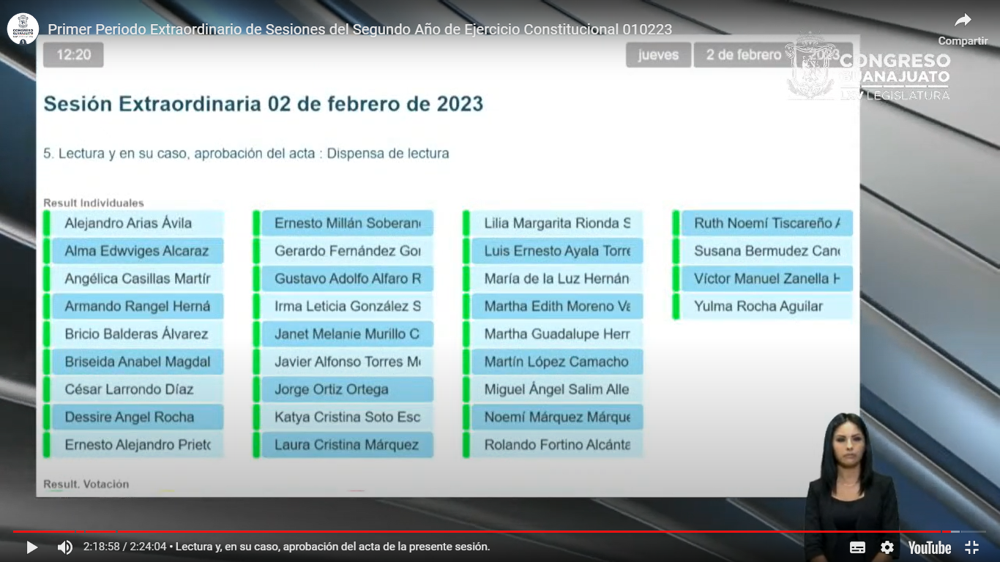 Primer Periodo Extraordinario de Sesiones del Segundo Año de Ejercicio Constitucional 010223
Compartir
12:20
jueves
2 de febrero
2023
CONGRESO
GUANAJUATO
LXV LEGISLATURA
Sesión Extraordinaria 02 de febrero de 2023
5. Lectura y en su caso, aprobación del acta : Dispensa de lectura
Result Individuales
Alejandro Arias Ávila
Alma Edwviges Alcaraz
Angélica Casillas Martír
Armando Rangel Herná
Bricio Balderas Álvarez
Briseida Anabel Magdal
César Larrondo Díaz
Dessire Angel Rocha
Ernesto Alejandro Prieto
Ernesto Millán Soberan
Gerardo Fernández Gor
Gustavo Adolfo Alfaro R
Irma Leticia González S
Janet Melanie Murillo C
Javier Alfonso Torres Me
Jorge Ortiz Ortega
Katya Cristina Soto Esc
Laura Cristina Márquez
Lilia Margarita Rionda S
Luis Ernesto Ayala Torre
María de la Luz Hernán
Martha Edith Moreno Va
Martha Guadalupe Herr
Martín López Camacho
Miguel Ángel Salim Alle
Noemí Márquez Márque
Rolando Fortino Alcánta
Ruth Noemí Tiscareño A
Susana Bermudez Can
Víctor Manuel Zanella H
Yulma Rocha Aguilar
Result. Votación
2:18:58 / 2:24:04 • Lectura y, en su caso, aprobación del acta de la presente sesión.
YouTube